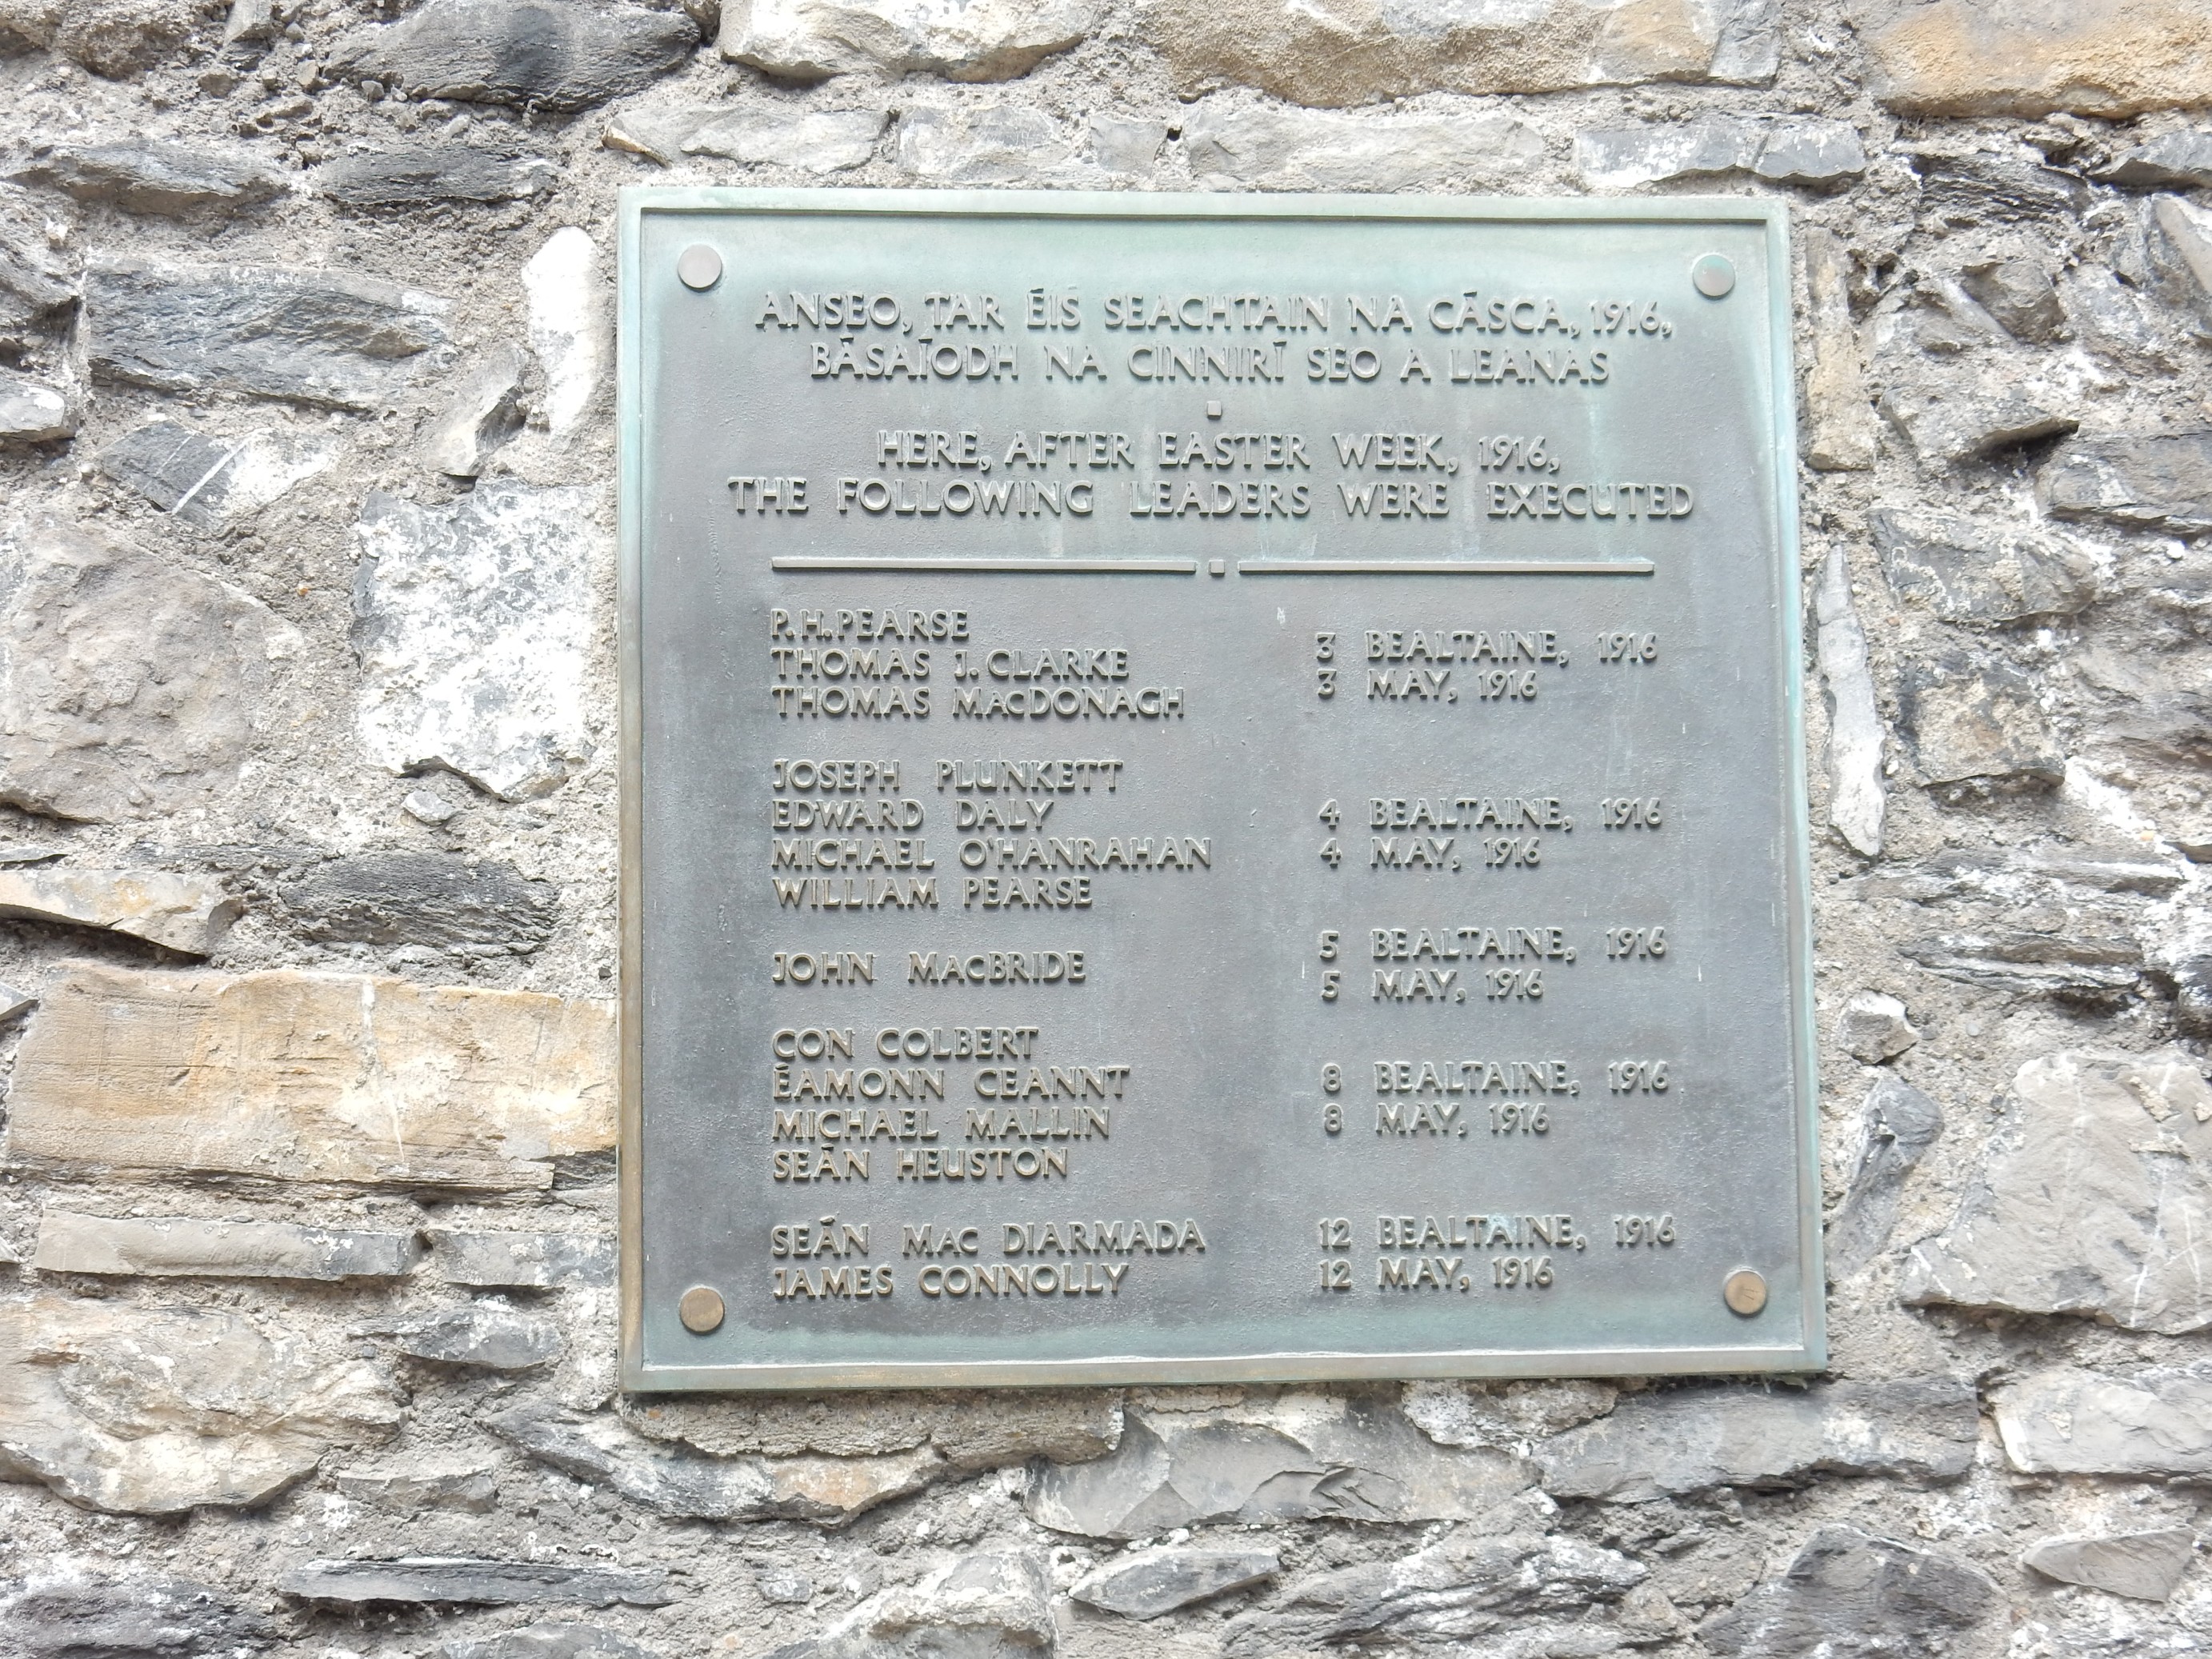 ANSEO, TAR ÉIS SEACHTAIN NA CÁSCA, 1916,
BÁSAÍODH NA CINNIRÍ SEO A LEANAS
HERE, AFTER EASTER WEEK, 1916,
THE FOLLOWING LEADERS WERE EXECUTED
P.H. PEARSE
THOMAS J. CLARKE
THOMAS MACDONAGH
3 BEALTAINE, 1916
3 MAY, 1916
JOSEPH PLUNKETT
EDWARD DALY
MICHAEL O'HANRAHAN
WILLIAM PEARSE
4 BEALTAINE, 1916
4 MAY, 1916
JOHN MACBRIDE
5 BEALTAINE, 1916
5 MAY, 1916
CON COLBERT
ÉAMONN CEANNT
MICHAEL MALLIN
SEÁN HEUSTON
8 BEALTAINE, 1916
8 MAY, 1916
SEÁN MAC DIARMADA
JAMES CONNOLLY
12 BEALTAINE, 1916
12 MAY, 1916